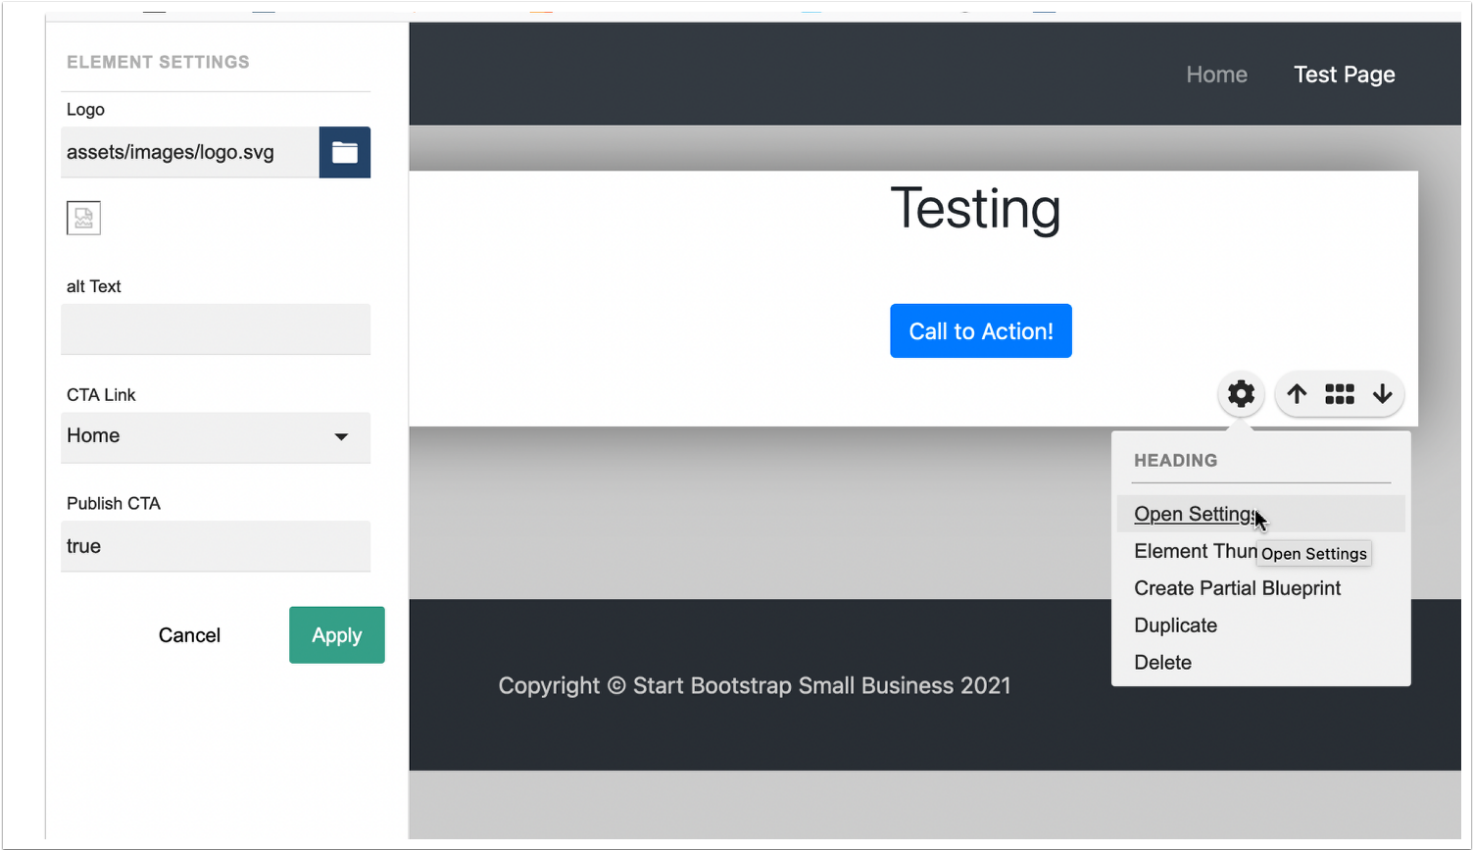 ELEMENT SETTINGS
Logo
assets/images/logo.svg
alt Text
CTA Link
Home
Publish CTA
true
Cancel
Apply
Home
Test Page
Testing
Call to Action!
HEADING
Open Settings
Element Thum
Open Settings
Create Partial Blueprint
Duplicate
Delete
Copyright © Start Bootstrap Small Business 2021